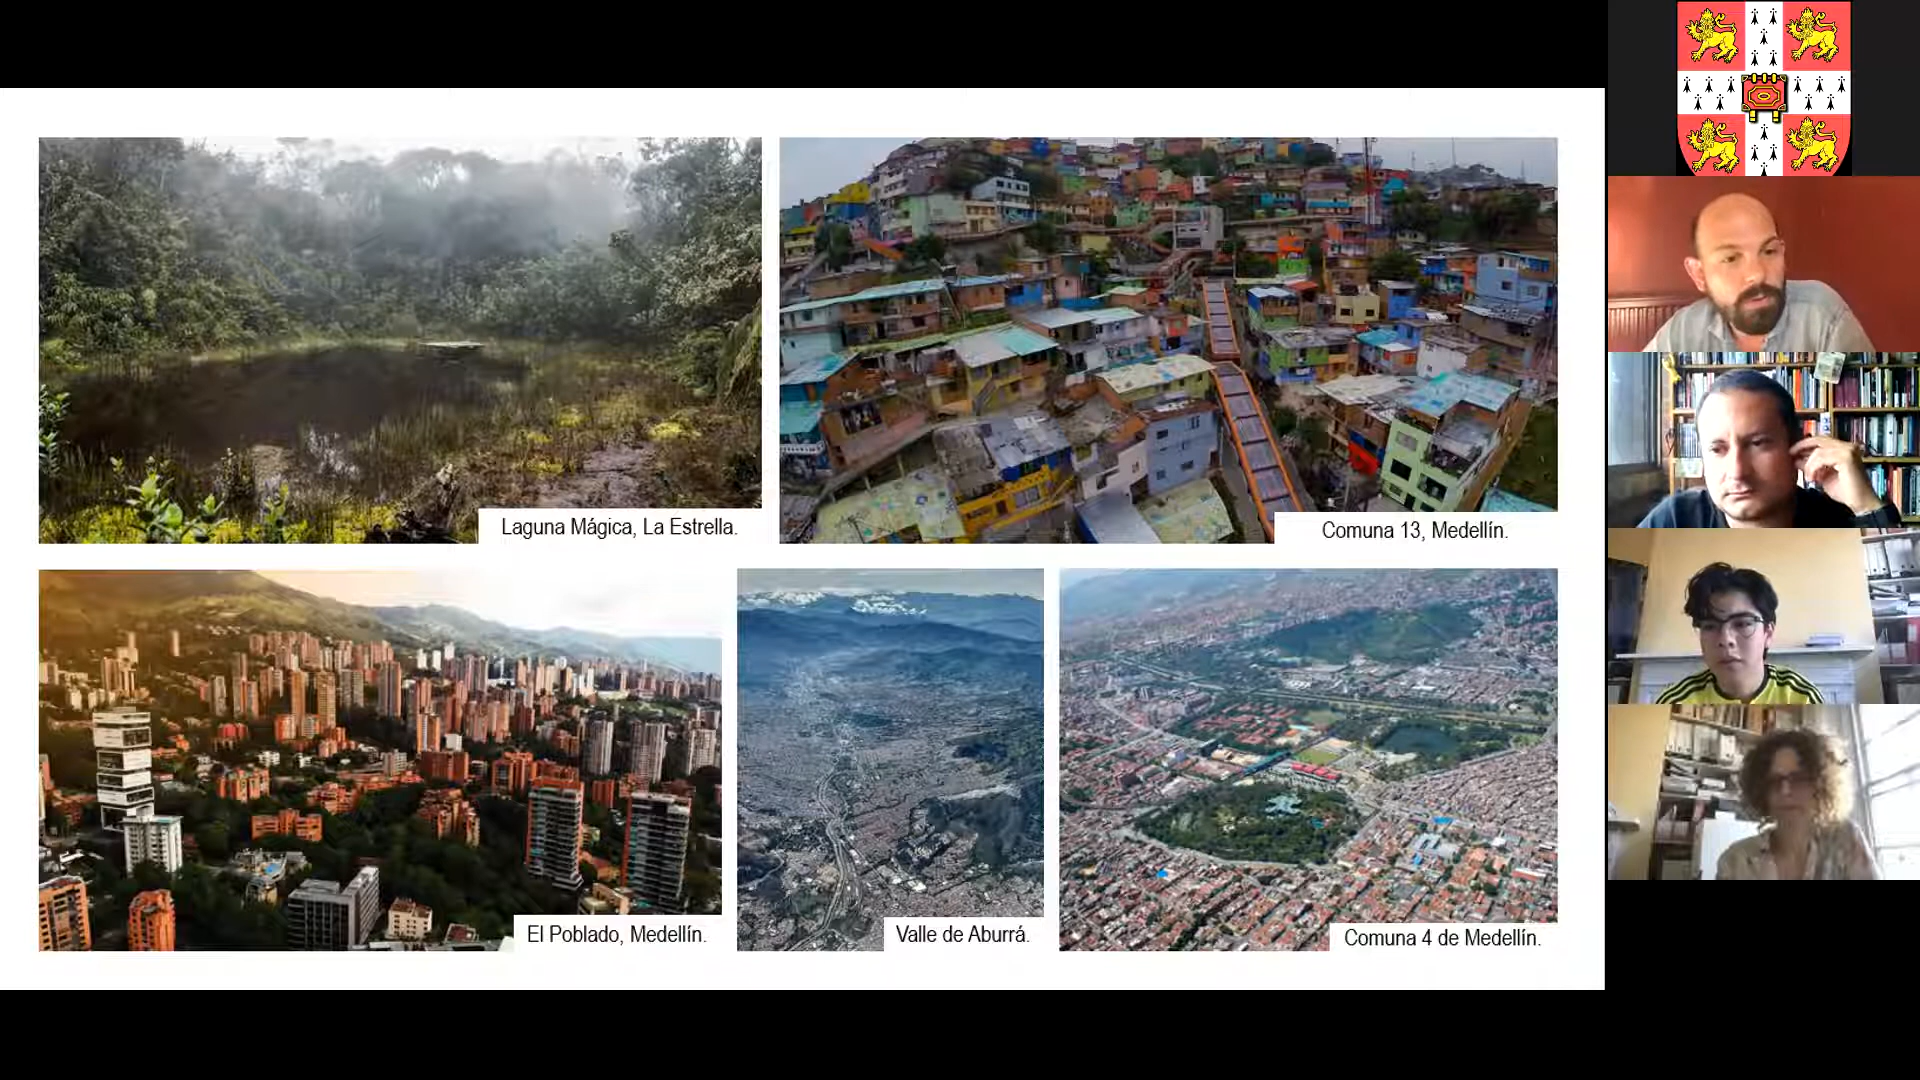 Laguna Mágica, La Estrella.
Comuna 13, Medellín.
El Poblado, Medellín.
Valle de Aburrá.
Comuna 4 de Medellín.